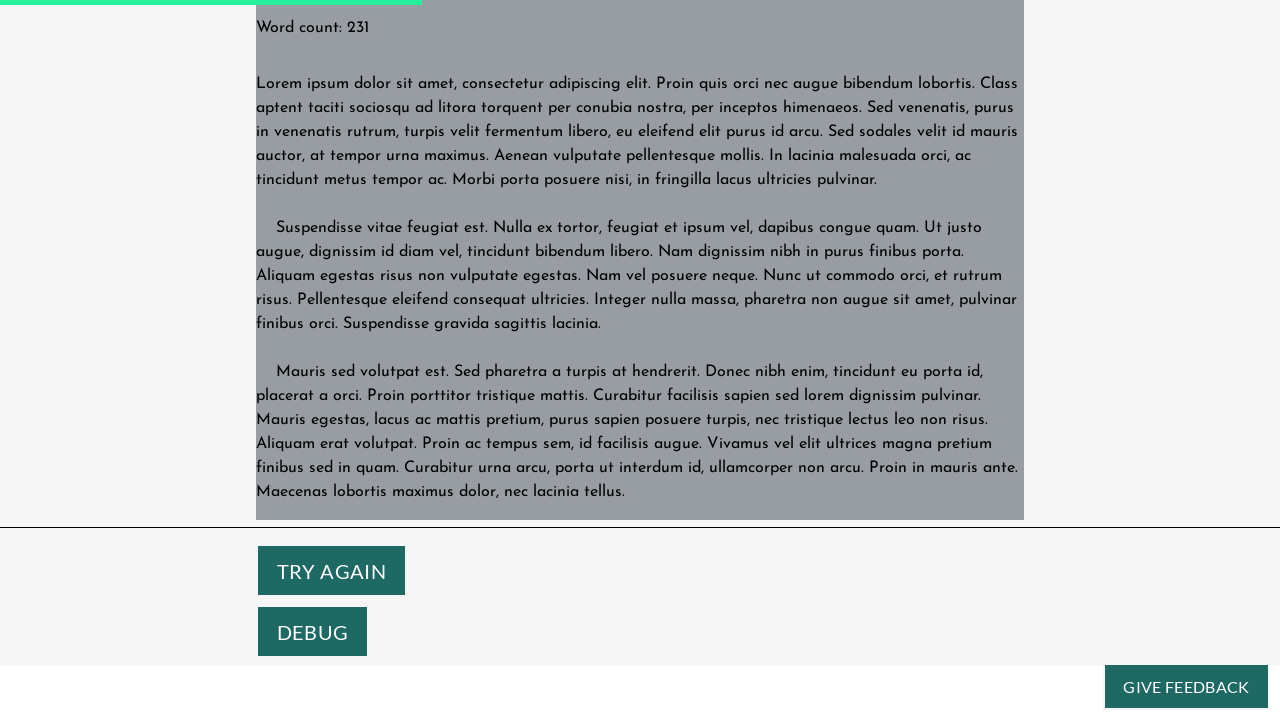 Word count: 231
Lorem ipsum dolor sit amet, consectetur adipiscing elit. Proin quis orci nec augue bibendum lobortis. Class
aptent taciti sociosqu ad litora torquent per conubia nostra, per inceptos himenaeos. Sed venenatis, purus
in venenatis rutrum, turpis velit fermentum libero, eu eleifend elit purus id arcu. Sed sodales velit id mauris
auctor, at tempor urna maximus. Aenean vulputate pellentesque mollis. In lacinia malesuada orci, ac
tincidunt metus tempor ac. Morbi porta posuere nisi, in fringilla lacus ultricies pulvinar.
Suspendisse vitae feugiat est. Nulla ex tortor, feugiat et ipsum vel, dapibus congue quam. Ut justo
augue, dignissim id diam vel, tincidunt bibendum libero. Nam dignissim nibh in purus finibus porta.
Aliquam egestas risus non vulputate egestas. Nam vel posuere neque. Nunc ut commodo orci, et rutrum
risus. Pellentesque eleifend consequat ultricies. Integer nulla massa, pharetra non augue sit amet, pulvinar
finibus orci. Suspendisse gravida sagittis lacinia.
Mauris sed volutpat est. Sed pharetra a turpis at hendrerit. Donec nibh enim, tincidunt eu porta id,
placerat a orci. Proin porttitor tristique mattis. Curabitur facilisis sapien sed lorem dignissim pulvinar.
Mauris egestas, lacus ac mattis pretium, purus sapien posuere turpis, nec tristique lectus leo non risus.
Aliquam erat volutpat. Proin ac tempus sem, id facilisis augue. Vivamus vel elit ultrices magna pretium
finibus sed in quam. Curabitur urna arcu, porta ut interdum id, ullamcorper non arcu. Proin in mauris ante.
Maecenas lobortis maximus dolor, nec lacinia tellus.
TRY AGAIN
DEBUG
GIVE FEEDBACK